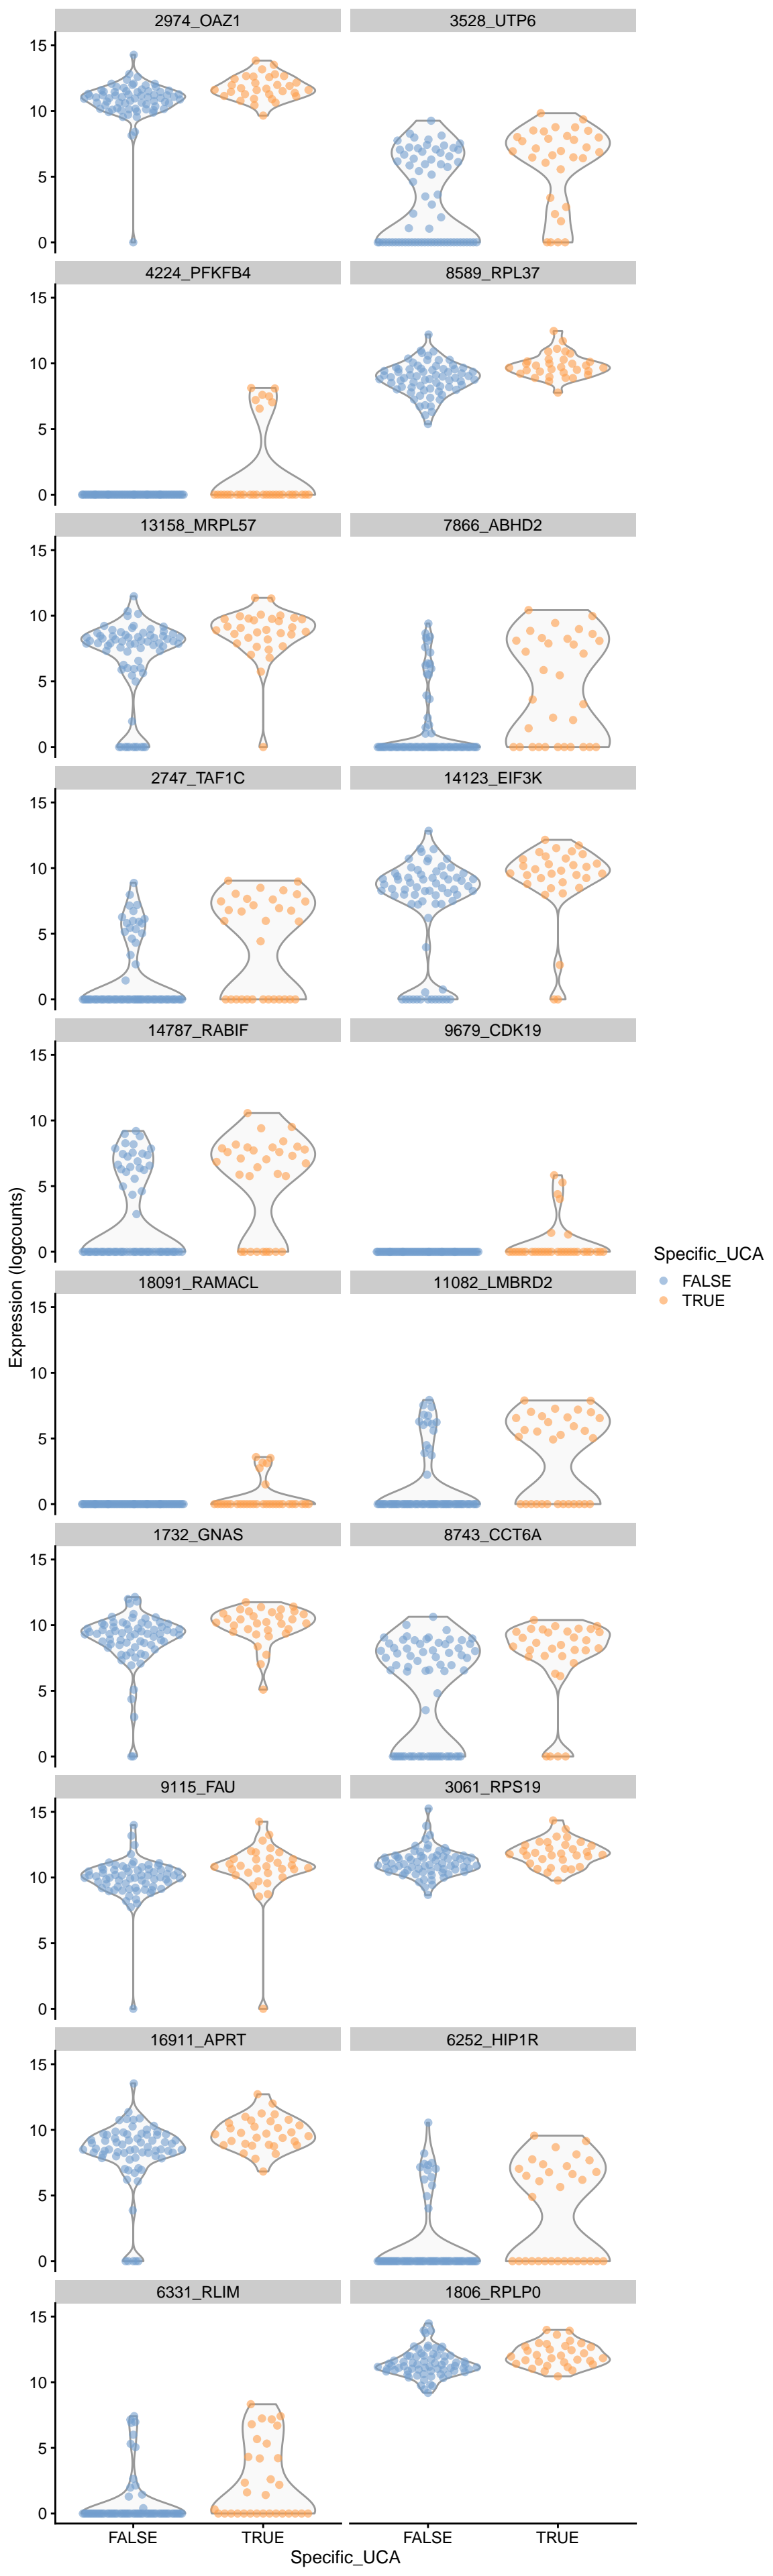 2974_OAZ1
3528_UTP6
15
10
5
0
4224_PFKFB4
8589_RPL37
15
10
5
0
13158_MRPL57
7866_ABHD2
15
10
5
0
2747_TAF1C
14123_EIF3K
15
10
5
0
14787_RABIF
9679_CDK19
15
10
5
0
Expression (logcounts)
Specific_UCA
FALSE
TRUE
18091_RAMACL
11082_LMBRD2
15
10
5
0
1732_GNAS
8743_CCT6A
15
10
5
0
9115_FAU
3061_RPS19
15
10
5
0
16911_APRT
6252_HIP1R
15
10
5
0
6331_RLIM
1806_RPLP0
15
10
5
0
FALSE
TRUE
FALSE
TRUE
Specific_UCA